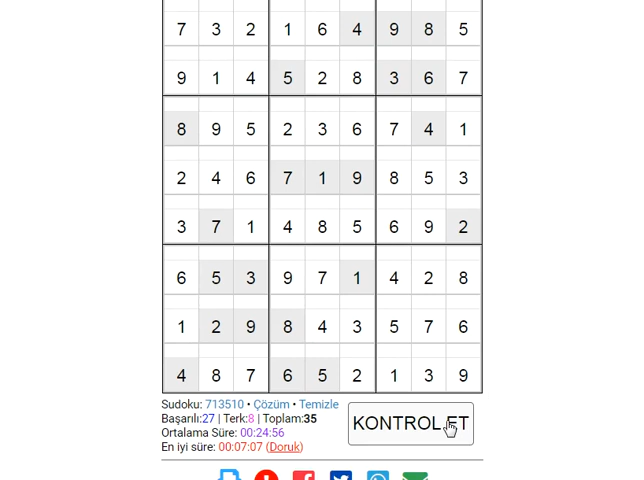 7 3 2 1 6 4 9 8 5
9 1 4 5 2 8 3 6 7
8 9 5 2 3 6 7 4 1
2 4 6 7 1 9 8 5 3
3 7 1 4 8 5 6 9 2
6 5 3 9 7 1 4 2 8
1 2 9 8 4 3 5 7 6
4 8 7 6 5 2 1 3 9
Sudoku: 713510 • Çözüm • Temizle
Başarılı:27 | Terk:8 | Toplam:35
Ortalama Süre: 00:24:56
En iyi süre: 00:07:07 (Doruk)
KONTROL ET